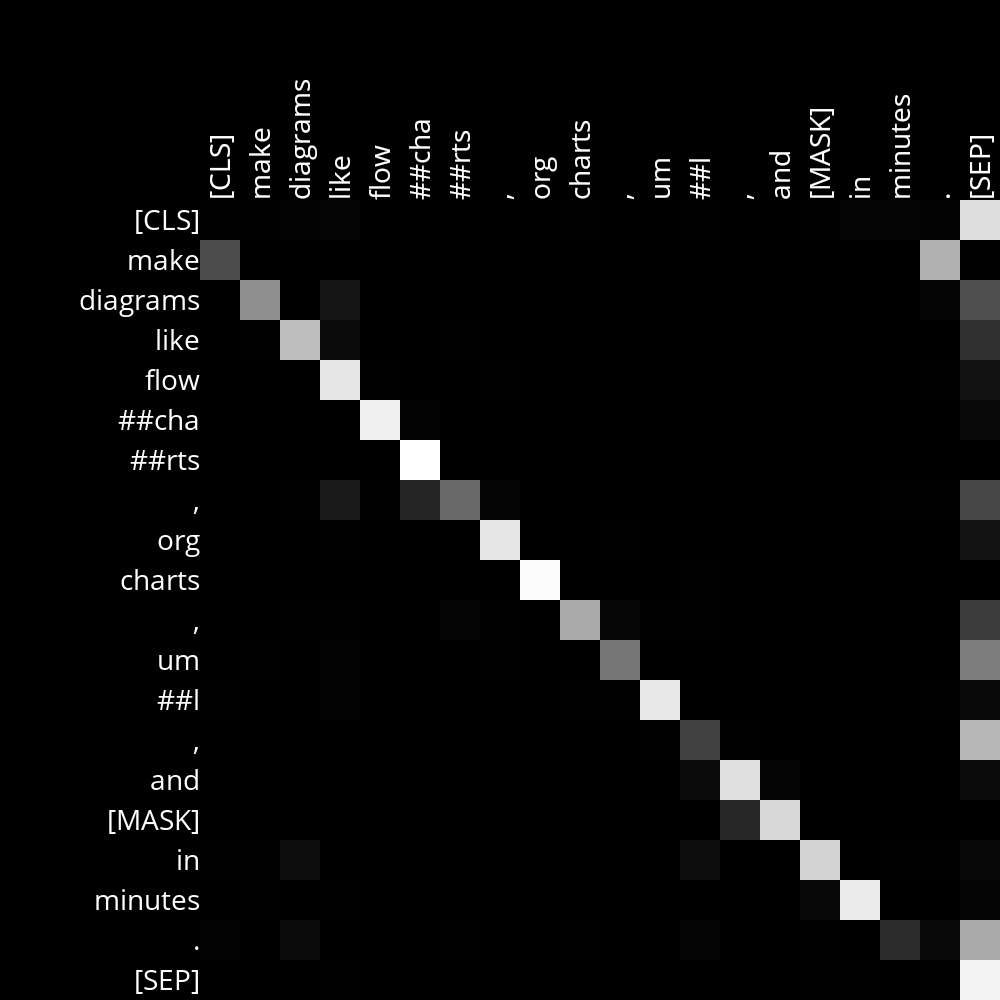 [CLS] make diagrams like flow ##cha ##rts , org charts , um ##l , and [MASK] in minutes . [SEP]
[CLS]
make
diagrams
like
flow
##cha
##rts
,
org
charts
,
um
##l
,
and
[MASK]
in
minutes
.
[SEP]